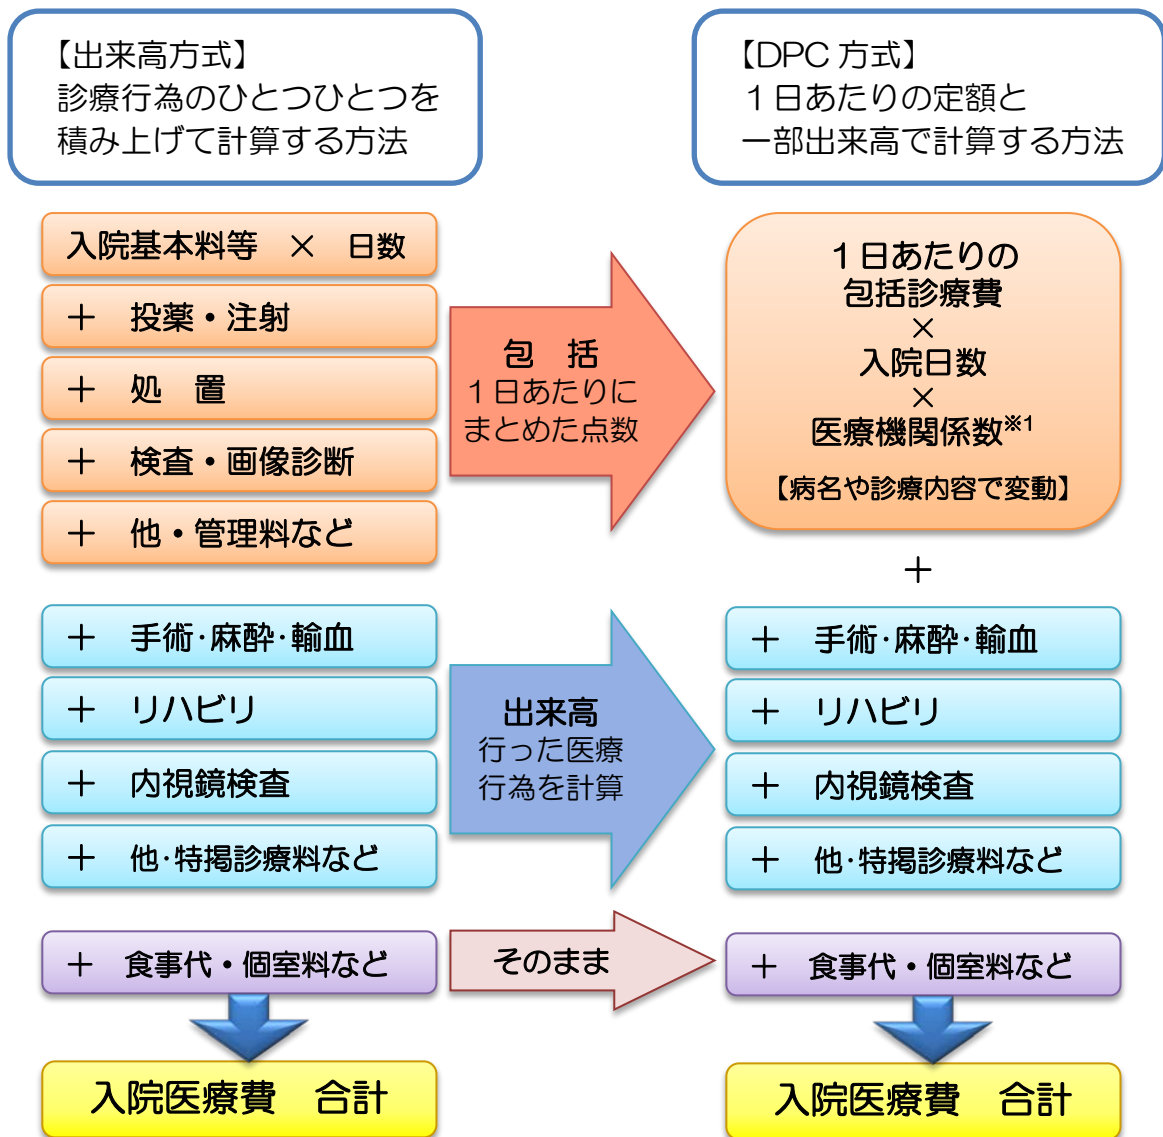 【出来高方式】
診療行為のひとつひとつを
積み上げて計算する方法
【DPC 方式】
1日あたりの定額と
一部出来高で計算する方法
入院基本料等 × 日数
＋ 投薬・注射
＋ 処 置
＋ 検査・画像診断
＋ 他・管理料など
包 括
1日あたりに
まとめた点数
1日あたりの
包括診療費
×
入院日数
×
医療機関係数※1
【病名や診療内容で変動】
＋
＋ 手術･麻酔･輸血
＋ リハビリ
＋ 内視鏡検査
＋ 他･特掲診療料など
出来高
行った医療
行為を計算
＋ 手術･麻酔･輸血
＋ リハビリ
＋ 内視鏡検査
＋ 他･特掲診療料など
＋ 食事代・個室料など
そのまま
＋ 食事代・個室料など
入院医療費 合計
入院医療費 合計